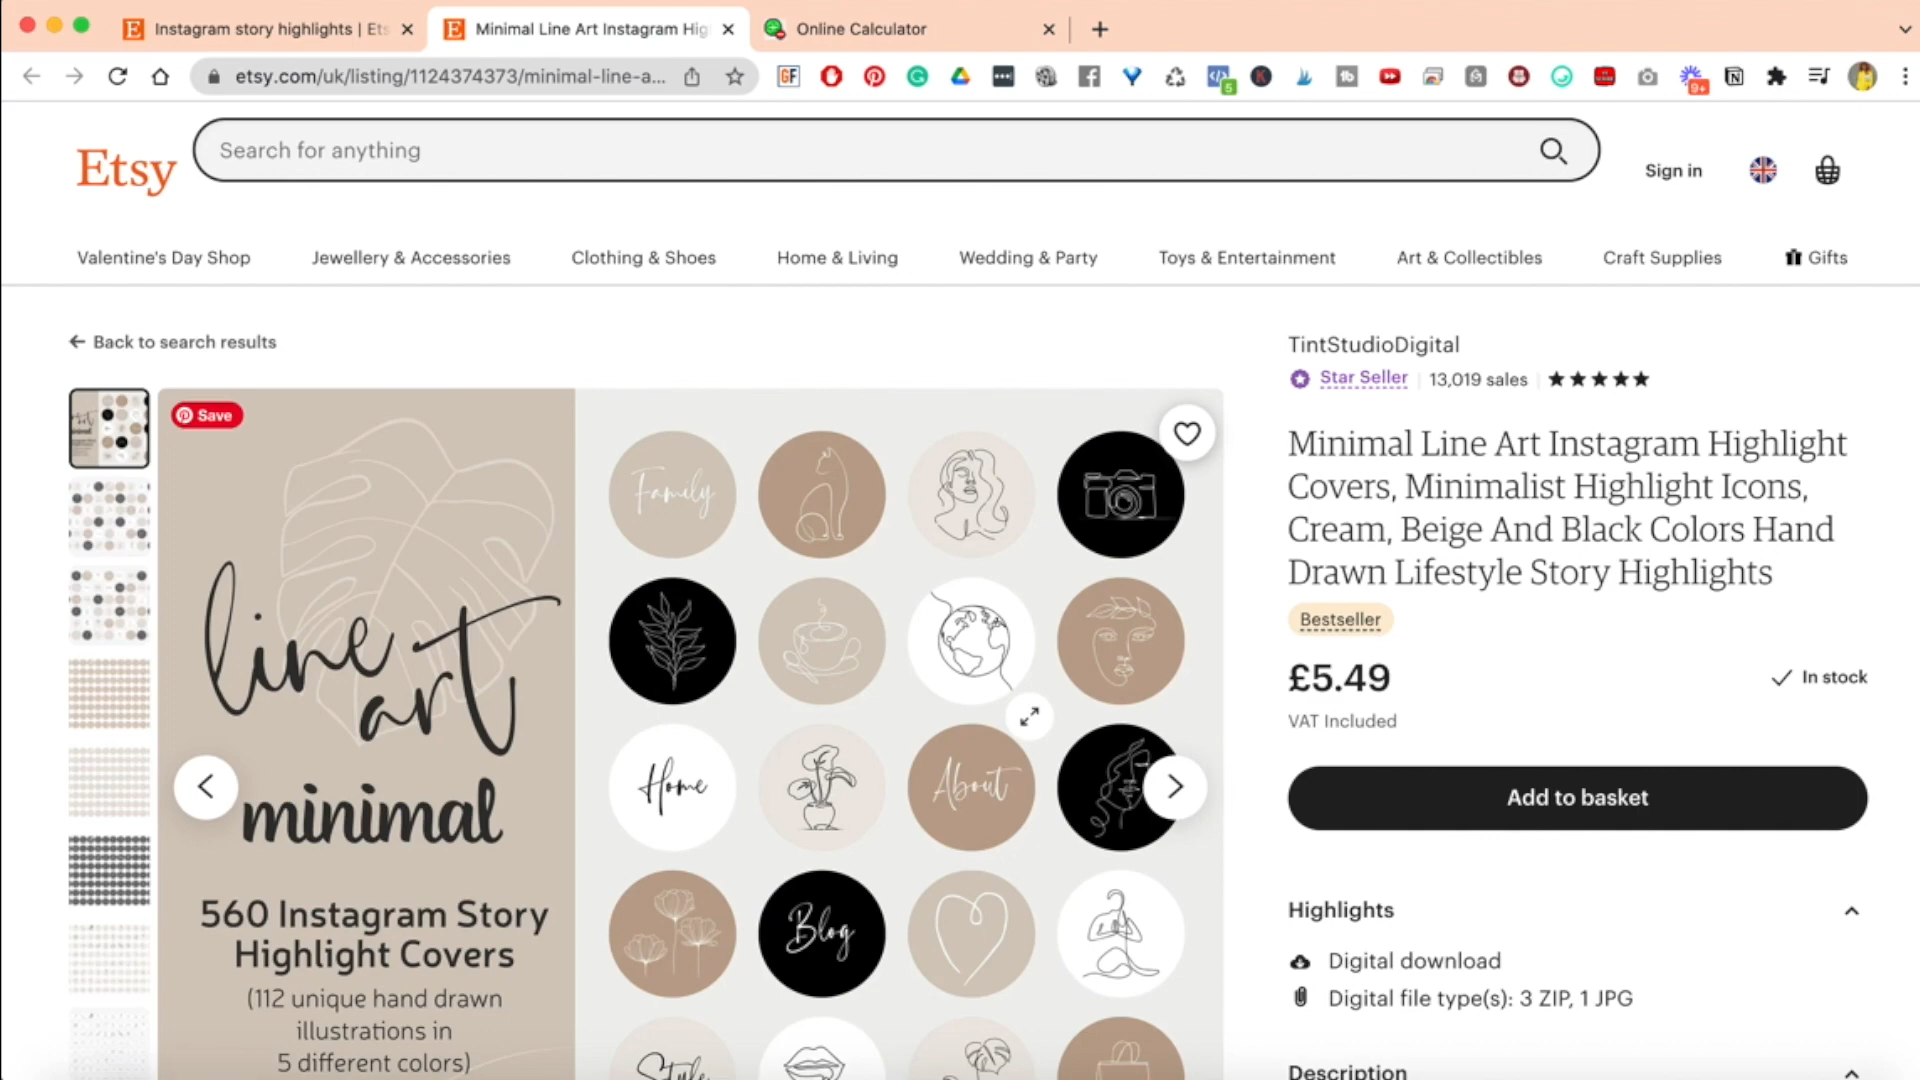 Instagram story highlights | Ets
Minimal Line Art Instagram Hig
Online Calculator
etsy.com/uk/listing/1124374373/minimal-line-a...
GF
5
9+
Etsy
Search for anything
Sign in
Valentine's Day Shop
Jewellery & Accessories
Clothing & Shoes
Home & Living
Wedding & Party
Toys & Entertainment
Art & Collectibles
Craft Supplies
Gifts
Back to search results
Save
line
art
minimal
560 Instagram Story
Highlight Covers
(112 unique hand drawn
illustrations in
5 different colors)
Family
Home
About
Blog
Style
TintStudioDigital
Star Seller
13,019 sales
Minimal Line Art Instagram Highlight
Covers, Minimalist Highlight Icons,
Cream, Beige And Black Colors Hand
Drawn Lifestyle Story Highlights
Bestseller
£5.49
In stock
VAT Included
Add to basket
Highlights
Digital download
Digital file type(s): 3 ZIP, 1 JPG
Description